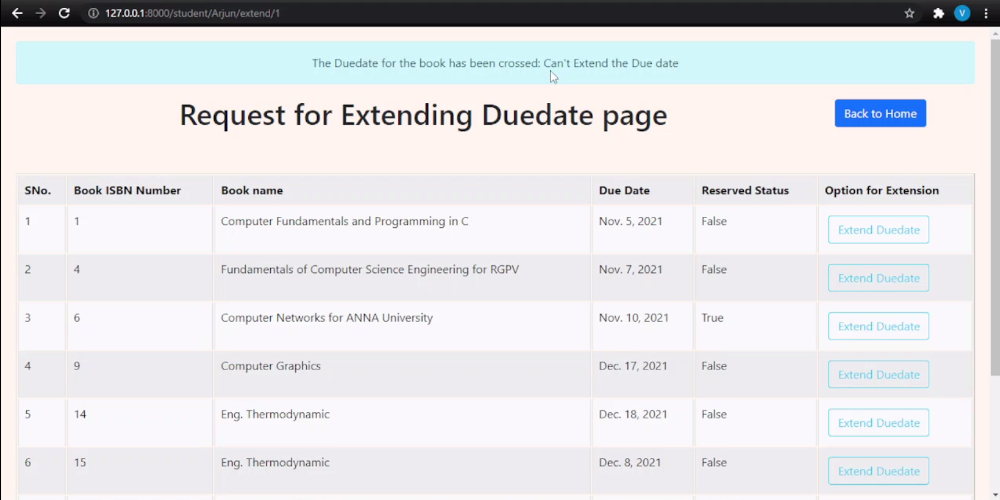 127.0.0.1:8000/student/Arjun/extend/1
V
The Duedate for the book has been crossed: Can't Extend the Due date
Request for Extending Duedate page
Back to Home
SNo. Book ISBN Number Book name Due Date Reserved Status Option for Extension
1 1 Computer Fundamentals and Programming in C Nov. 5, 2021 False Extend Duedate
2 4 Fundamentals of Computer Science Engineering for RGPV Nov. 7, 2021 False Extend Duedate
3 6 Computer Networks for ANNA University Nov. 10, 2021 True Extend Duedate
4 9 Computer Graphics Dec. 17, 2021 False Extend Duedate
5 14 Eng. Thermodynamic Dec. 18, 2021 False Extend Duedate
6 15 Eng. Thermodynamic Dec. 8, 2021 False Extend Duedate